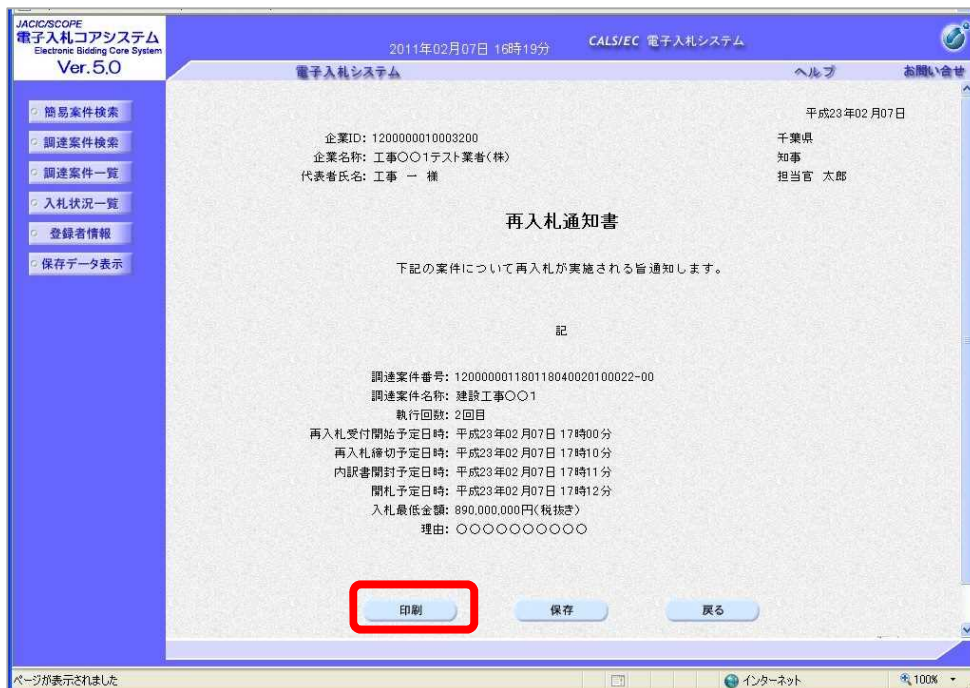 JACIC/SCOPE
電子入札コアシステム
Electronic Bidding Core System
Ver.5.0
2011年02月07日 16時19分
CALS/EC 電子入札システム
電子入札システム
ヘルプ
お問い合せ
簡易案件検索
調達案件検索
調達案件一覧
入札状況一覧
登録者情報
保存データ表示
平成23年02月07日
企業ID: 1200000010003200
千葉県
企業名称: 工事〇〇1テスト業者(株)
知事
代表者氏名: 工事 一 様
担当官 太郎
再入札通知書
下記の案件について再入札が実施される旨通知します。
記
調達案件番号: 120000001180118040020100022-00
調達案件名称: 建設工事〇〇1
執行回数: 2回目
再入札受付開始予定日時: 平成23年02月07日 17時00分
再入札締切予定日時: 平成23年02月07日 17時10分
内訳書開封予定日時: 平成23年02月07日 17時11分
開札予定日時: 平成23年02月07日 17時12分
入札最低金額: 890,000,000円(税抜き)
理由: 〇〇〇〇〇〇〇〇〇〇
印刷
保存
戻る
ページが表示されました
インターネット
100%